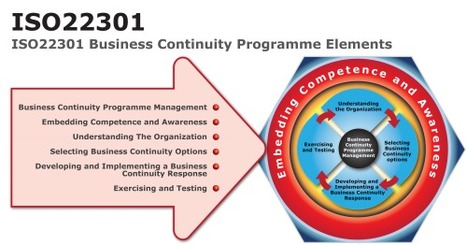 ISO22301
ISO22301 Business Continuity Programme Elements
Business Continuity Programme Management
Embedding Competence and Awareness
Understanding The Organization
Selecting Business Continuity Options
Developing and Implementing a Business
Continuity Response
Exercising and Testing
Embedding Competence and Awareness
Understanding
the Organization
Exercising
and Testing
Business
Continuity
Programme
Management
Selecting
Business
Continuity
options
Developing and
Implementing a
Business Continuity
Response